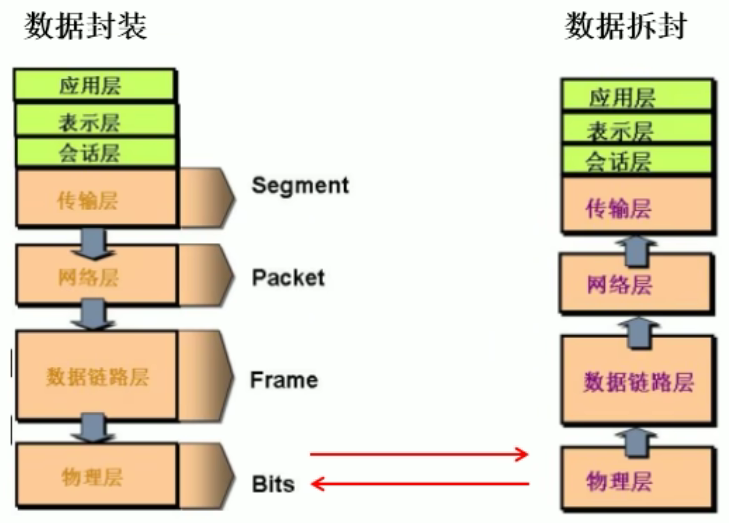 数据封装
应用层
表示层
会话层
传输层
Segment
网络层
Packet
数据链路层
Frame
物理层
Bits
数据拆封
应用层
表示层
会话层
传输层
网络层
数据链路层
物理层